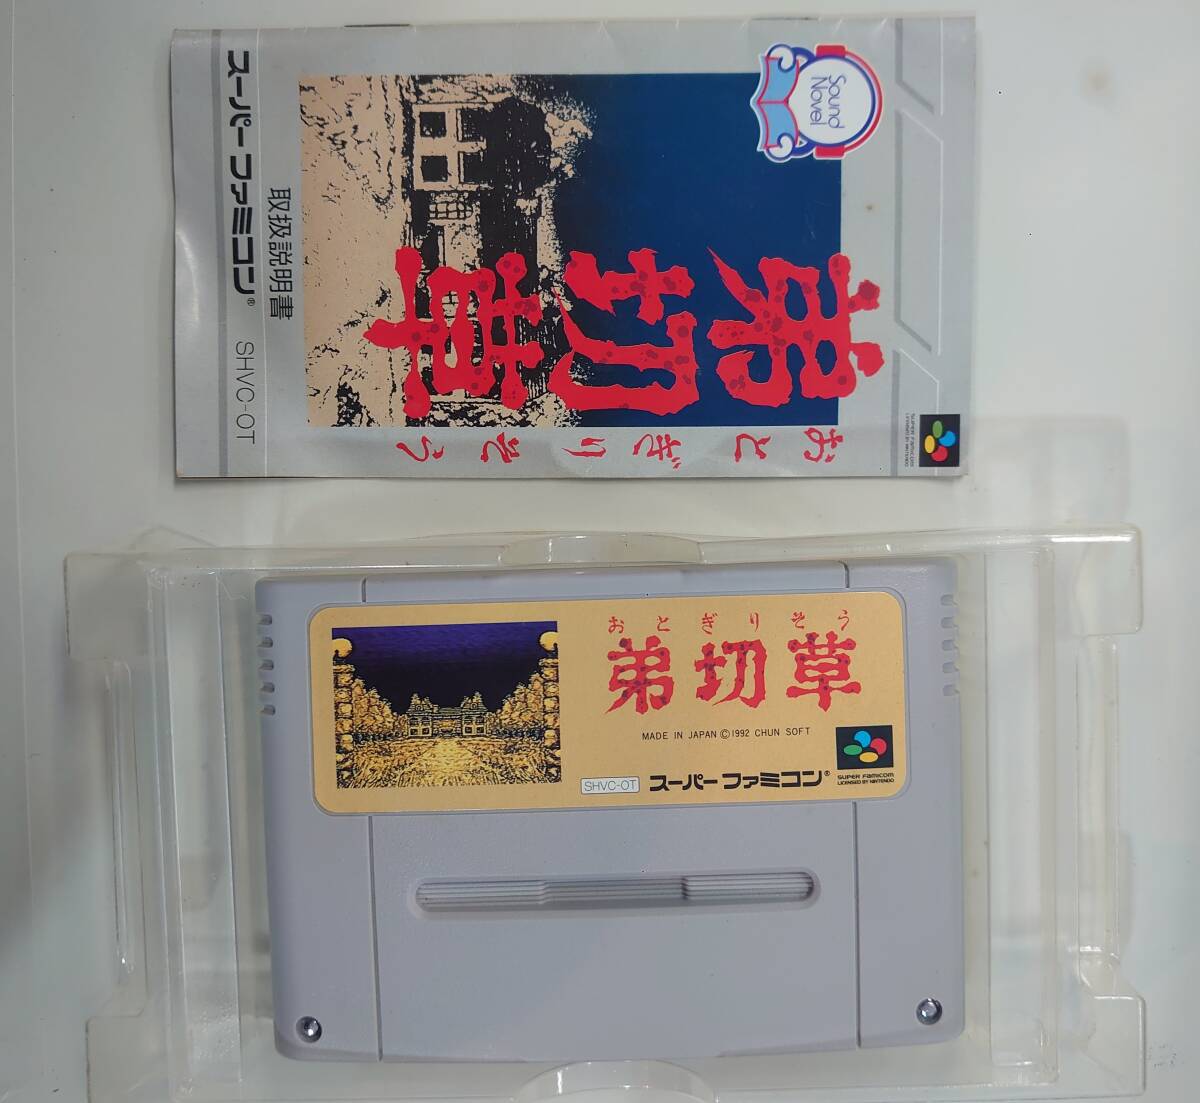 Sound
Novel
弟切草
おとぎりそう
取扱説明書
スーパーファミコン® SHVC-OT
SUPER FAMICOM
LICENSED BY NINTENDO
おとぎりそう
弟切草
MADE IN JAPAN ©1992 CHUN SOFT
SHVC-OT スーパーファミコン®
SUPER FAMICOM
LICENSED BY NINTENDO